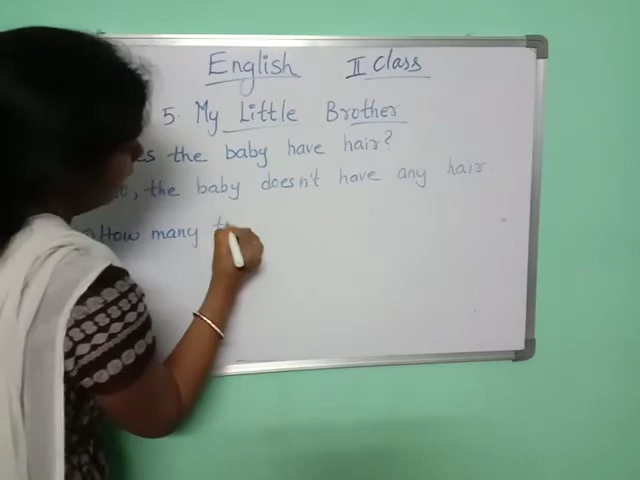 English II Class
5. My Little Brother
the baby have hair?
, the baby doesn't have any hair
How many